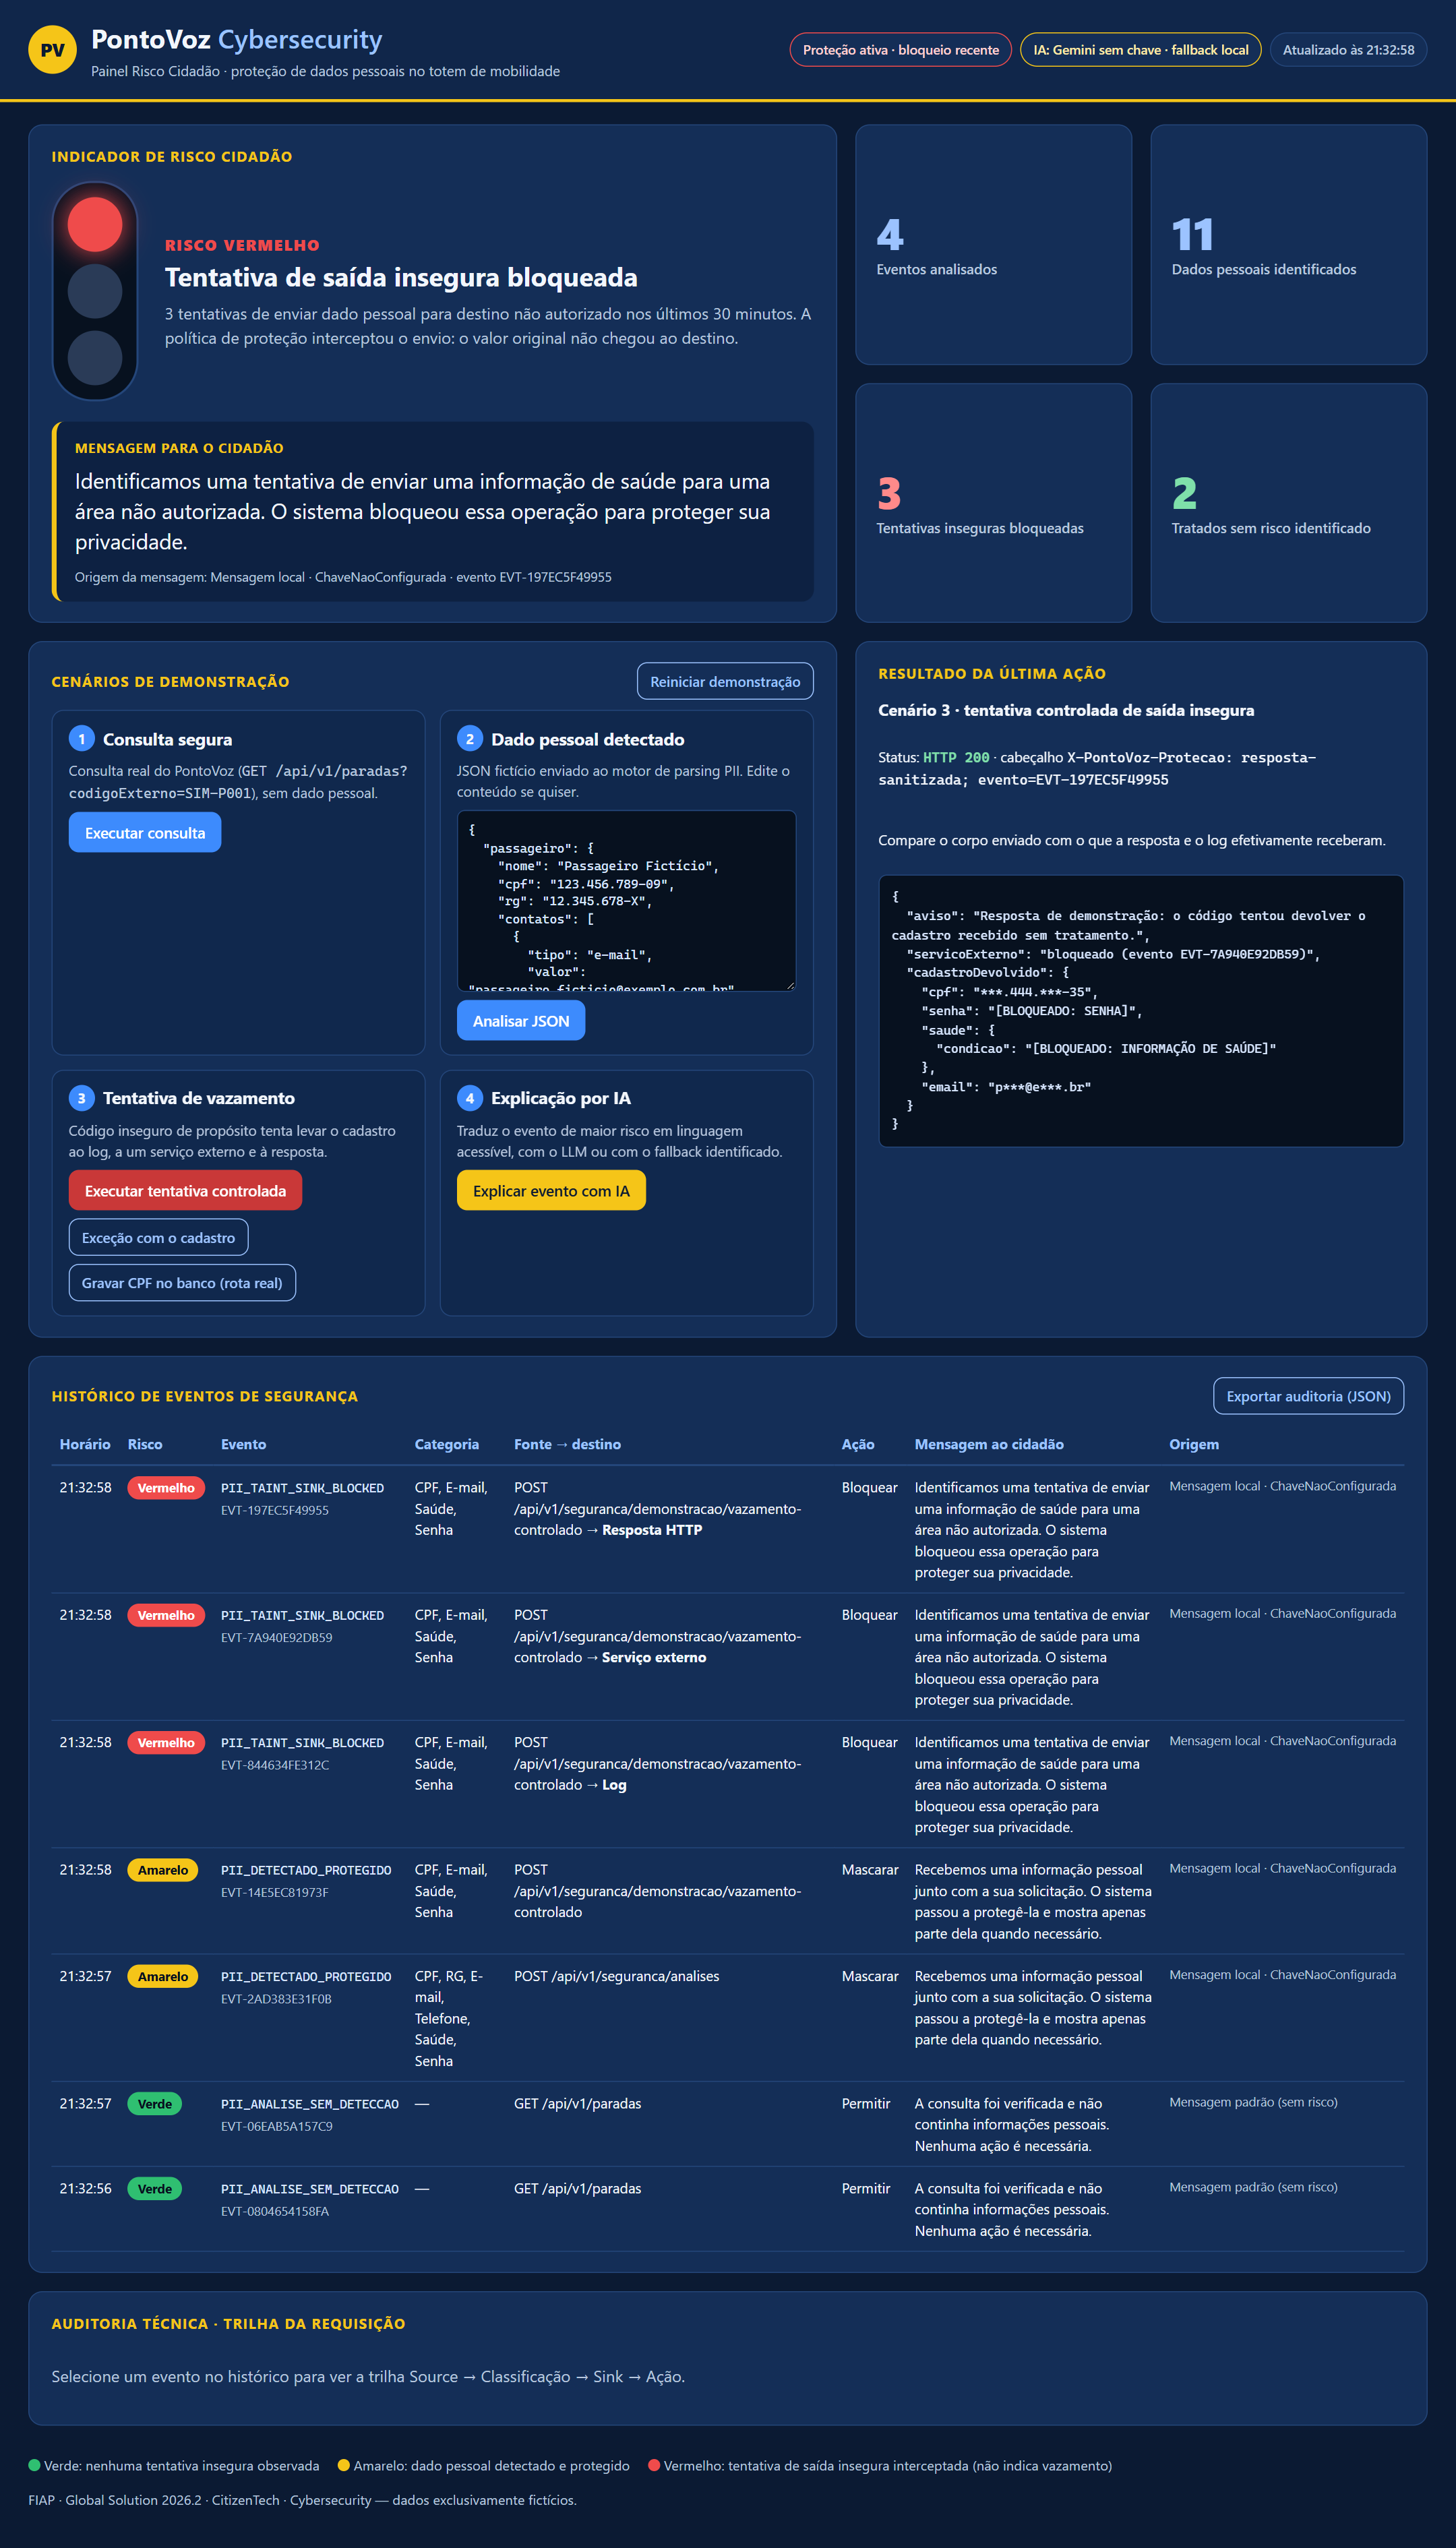 PV
PontoVoz Cybersecurity
Painel Risco Cidadão · proteção de dados pessoais no totem de mobilidade
Proteção ativa · bloqueio recente
IA: Gemini sem chave · fallback local
Atualizado às 21:32:58
INDICADOR DE RISCO CIDADÃO
RISCO VERMELHO
Tentativa de saída insegura bloqueada
3 tentativas de enviar dado pessoal para destino não autorizado nos últimos 30 minutos. A
política de proteção interceptou o envio: o valor original não chegou ao destino.
MENSAGEM PARA O CIDADÃO
Identificamos uma tentativa de enviar uma informação de saúde para uma
área não autorizada. O sistema bloqueou essa operação para proteger sua
privacidade.
Origem da mensagem: Mensagem local · ChaveNaoConfigurada · evento EVT-197EC5F49955
4
Eventos analisados
11
Dados pessoais identificados
3
Tentativas inseguras bloqueadas
2
Tratados sem risco identificado
CENÁRIOS DE DEMONSTRAÇÃO
Reiniciar demonstração
1 Consulta segura
Consulta real do PontoVoz (GET /api/v1/paradas?
codigoExterno=SIM-P001), sem dado pessoal.
Executar consulta
2 Dado pessoal detectado
JSON fictício enviado ao motor de parsing PII. Edite o
conteúdo se quiser.
{
"passageiro": {
"nome": "Passageiro Fictício",
"cpf": "123.456.789-09",
"rg": "12.345.678-X",
"contatos": [
{
"tipo": "e-mail",
"valor":
"passageiro.ficticio@exemplo.com.br"
Analisar JSON
3 Tentativa de vazamento
Código inseguro de propósito tenta levar o cadastro
ao log, a um serviço externo e à resposta.
Executar tentativa controlada
Exceção com o cadastro
Gravar CPF no banco (rota real)
4 Explicação por IA
Traduz o evento de maior risco em linguagem
acessível, com o LLM ou com o fallback identificado.
Explicar evento com IA
RESULTADO DA ÚLTIMA AÇÃO
Cenário 3 · tentativa controlada de saída insegura
Status: HTTP 200 · cabeçalho X-PontoVoz-Protecao: resposta-
sanitizada; evento=EVT-197EC5F49955
Compare o corpo enviado com o que a resposta e o log efetivamente receberam.
{
"aviso": "Resposta de demonstração: o código tentou devolver o
cadastro recebido sem tratamento.",
"servicoExterno": "bloqueado (evento EVT-7A940E92DB59)",
"cadastroDevolvido": {
"cpf": "***.444.***-35",
"senha": "[BLOQUEADO: SENHA]",
"saude": {
"condicao": "[BLOQUEADO: INFORMAÇÃO DE SAÚDE]"
},
"email": "p***@e***.br"
}
}
HISTÓRICO DE EVENTOS DE SEGURANÇA
Exportar auditoria (JSON)
Horário Risco Evento Categoria Fonte → destino Ação Mensagem ao cidadão Origem
21:32:58 Vermelho PII_TAINT_SINK_BLOCKED CPF, E-mail, POST Bloquear Identificamos uma tentativa de enviar Mensagem local · ChaveNaoConfigurada
EVT-197EC5F49955 Saúde, /api/v1/seguranca/demonstracao/vazamento- uma informação de saúde para uma
Senha controlado → Resposta HTTP área não autorizada. O sistema
bloqueou essa operação para
proteger sua privacidade.
21:32:58 Vermelho PII_TAINT_SINK_BLOCKED CPF, E-mail, POST Bloquear Identificamos uma tentativa de enviar Mensagem local · ChaveNaoConfigurada
EVT-7A940E92DB59 Saúde, /api/v1/seguranca/demonstracao/vazamento- uma informação de saúde para uma
Senha controlado → Serviço externo área não autorizada. O sistema
bloqueou essa operação para
proteger sua privacidade.
21:32:58 Vermelho PII_TAINT_SINK_BLOCKED CPF, E-mail, POST Bloquear Identificamos uma tentativa de enviar Mensagem local · ChaveNaoConfigurada
EVT-844634FE312C Saúde, /api/v1/seguranca/demonstracao/vazamento- uma informação de saúde para uma
Senha controlado → Log área não autorizada. O sistema
bloqueou essa operação para
proteger sua privacidade.
21:32:58 Amarelo PII_DETECTADO_PROTEGIDO CPF, E-mail, POST Mascarar Recebemos uma informação pessoal Mensagem local · ChaveNaoConfigurada
EVT-14E5EC81973F Saúde, /api/v1/seguranca/demonstracao/vazamento- junto com a sua solicitação. O sistema
Senha controlado passou a protegê-la e mostra apenas
parte dela quando necessário.
21:32:57 Amarelo PII_DETECTADO_PROTEGIDO CPF, RG, E- POST /api/v1/seguranca/analises Mascarar Recebemos uma informação pessoal Mensagem local · ChaveNaoConfigurada
EVT-2AD383E31F0B mail, junto com a sua solicitação. O sistema
Telefone, passou a protegê-la e mostra apenas
Saúde, parte dela quando necessário.
Senha
21:32:57 Verde PII_ANALISE_SEM_DETECCAO — GET /api/v1/paradas Permitir A consulta foi verificada e não Mensagem padrão (sem risco)
EVT-06EAB5A157C9 continha informações pessoais.
Nenhuma ação é necessária.
21:32:56 Verde PII_ANALISE_SEM_DETECCAO — GET /api/v1/paradas Permitir A consulta foi verificada e não Mensagem padrão (sem risco)
EVT-0804654158FA continha informações pessoais.
Nenhuma ação é necessária.
AUDITORIA TÉCNICA · TRILHA DA REQUISIÇÃO
Selecione um evento no histórico para ver a trilha Source → Classificação → Sink → Ação.
Verde: nenhuma tentativa insegura observada Amarelo: dado pessoal detectado e protegido Vermelho: tentativa de saída insegura interceptada (não indica vazamento)
FIAP · Global Solution 2026.2 · CitizenTech · Cybersecurity — dados exclusivamente fictícios.